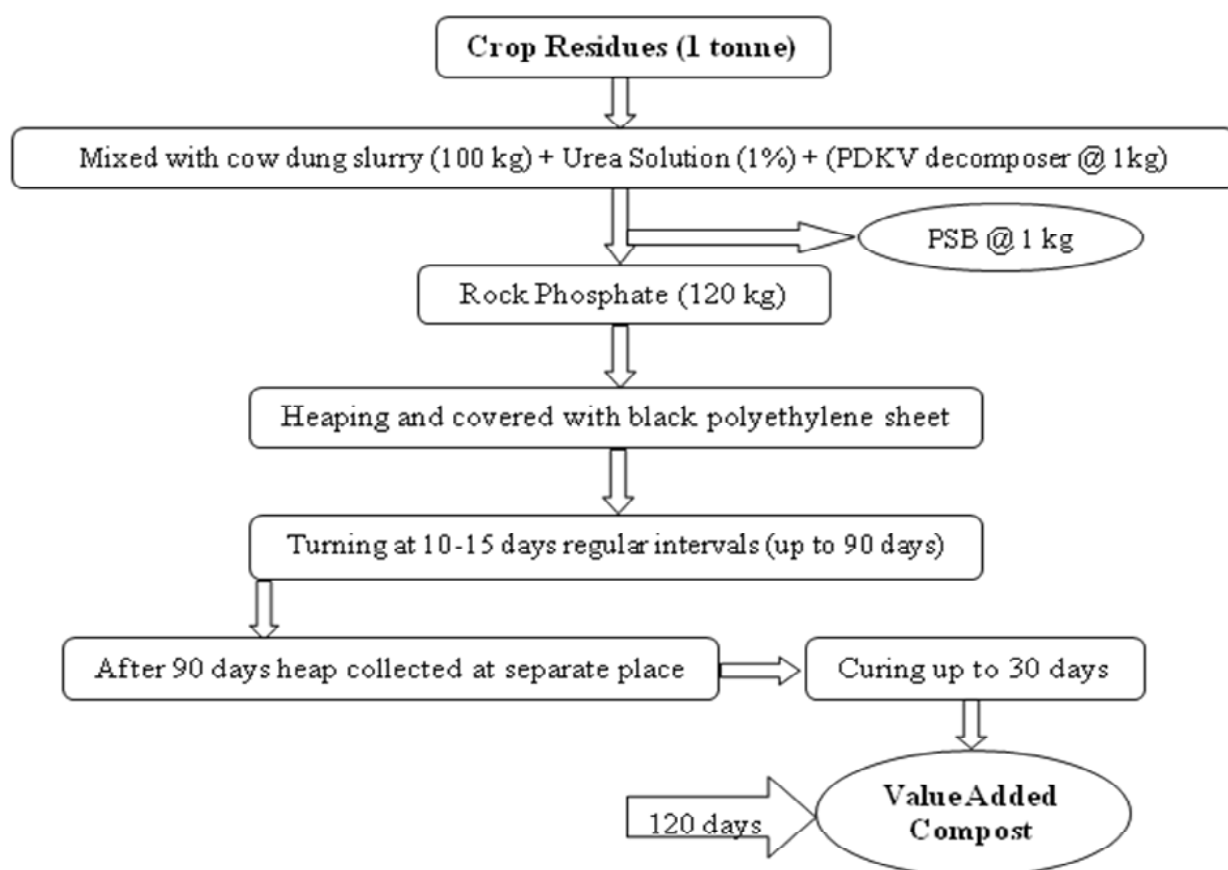 Crop Residues (1 tonne)
Mixed with cow dung slurry (100 kg) + Urea Solution (1%) + (PDKV decomposer @ 1kg)
PSB @ 1 kg
Rock Phosphate (120 kg)
Heaping and covered with black polyethylene sheet
Turning at 10-15 days regular intervals (up to 90 days)
After 90 days heap collected at separate place
Curing up to 30 days
Value Added
Compost
120 days